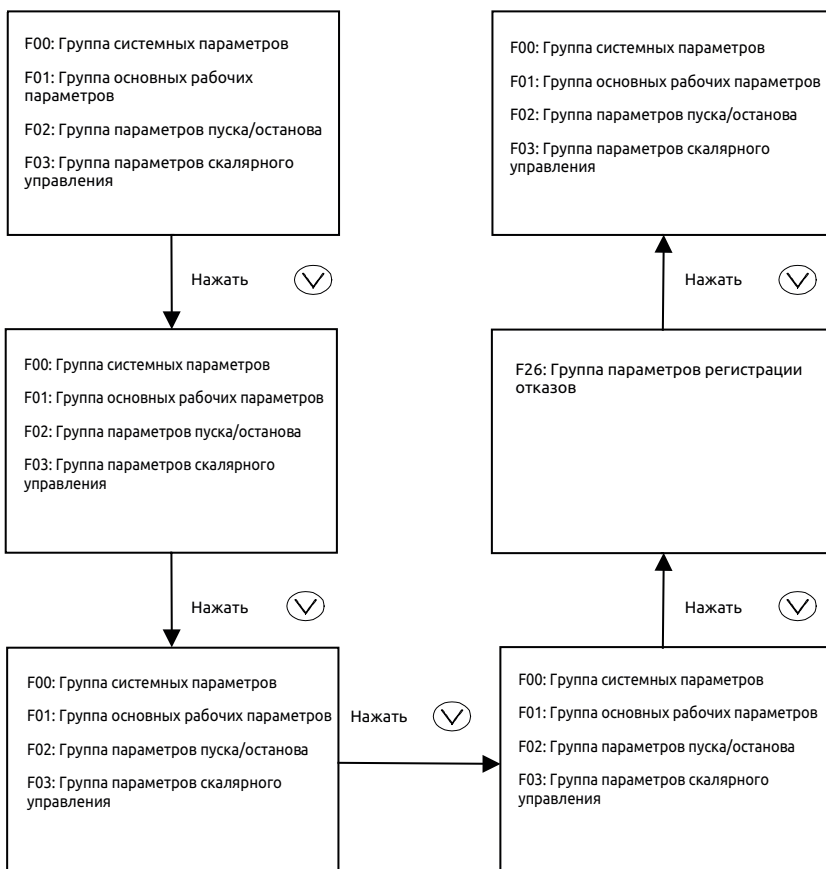 F00: Группа системных параметров
F01: Группа основных рабочих
параметров
F02: Группа параметров пуска/останова
F03: Группа параметров скалярного
управления
Нажать
F00: Группа системных параметров
F01: Группа основных рабочих параметров
F02: Группа параметров пуска/останова
F03: Группа параметров скалярного
управления
Нажать
F00: Группа системных параметров
F01: Группа основных рабочих параметров
F02: Группа параметров пуска/останова
F03: Группа параметров скалярного
управления
Нажать
F00: Группа системных параметров
F01: Группа основных рабочих параметров
F02: Группа параметров пуска/останова
F03: Группа параметров скалярного
управления
Нажать
F26: Группа параметров регистрации
отказов
Нажать
F00: Группа системных параметров
F01: Группа основных рабочих параметров
F02: Группа параметров пуска/останова
F03: Группа параметров скалярного
управления